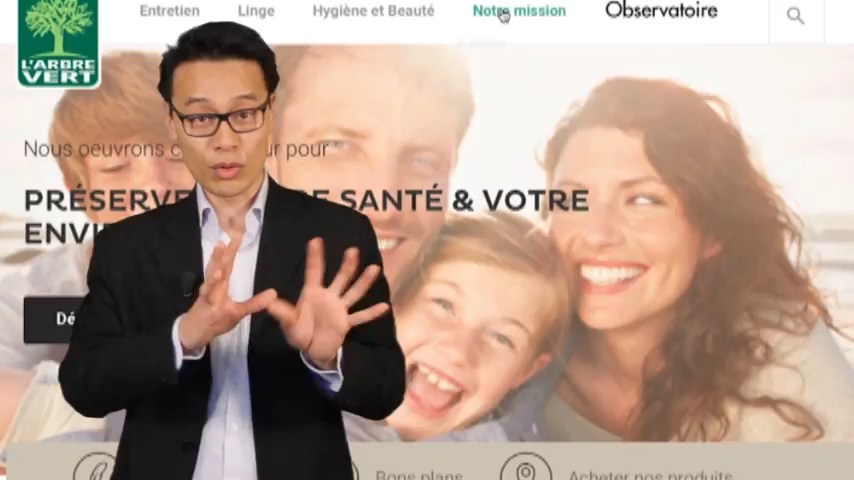 L'ARBRE
VERT
Entretien Linge Hygiène et Beauté Notre mission Observatoire
Nous oeuvrons c ur pour
PRÉSERVE E SANTÉ & VOTRE
ENVI
Dé
Bons plans Acheter nos produits